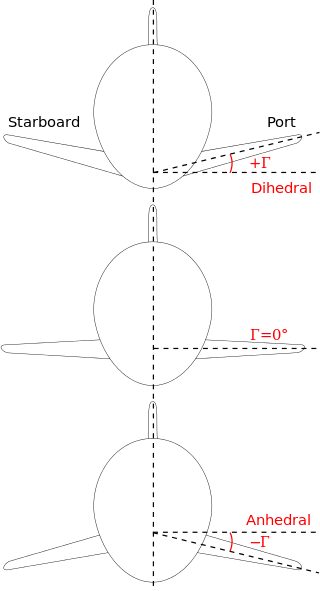 Starboard
Port
+Γ
Dihedral
Γ=0°
Anhedral
−Γ